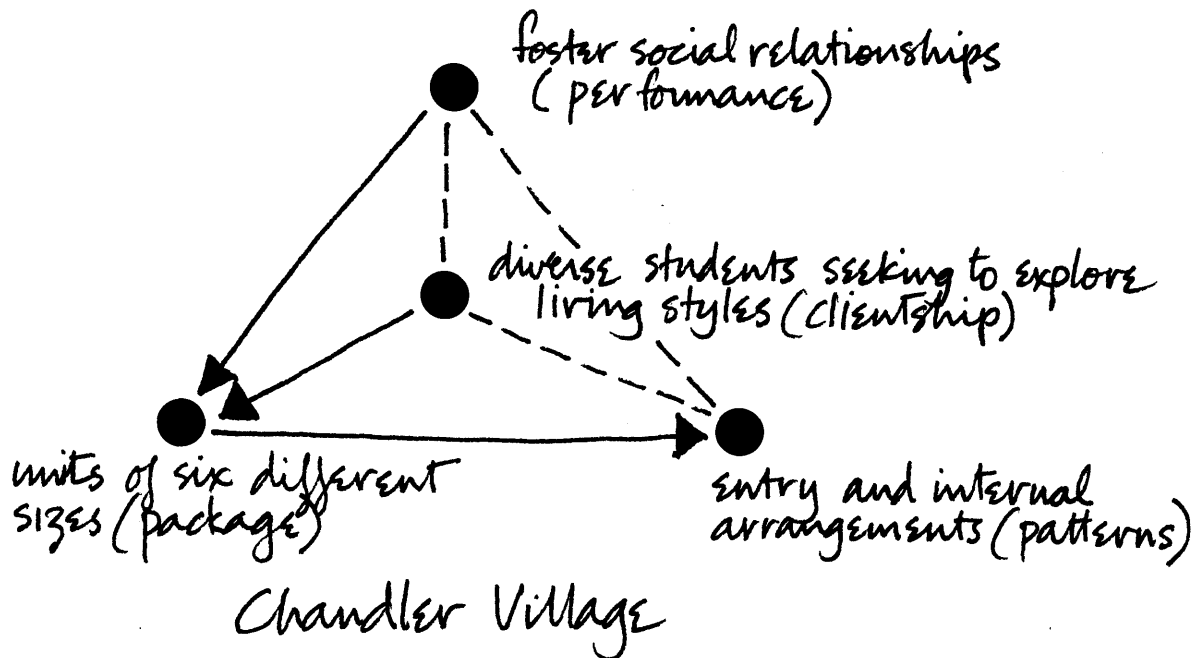 foster social relationships
(performance)
diverse students seeking to explore
living styles (clientship)
units of six different
sizes (package)
entry and internal
arrangements (patterns)
Chandler Village